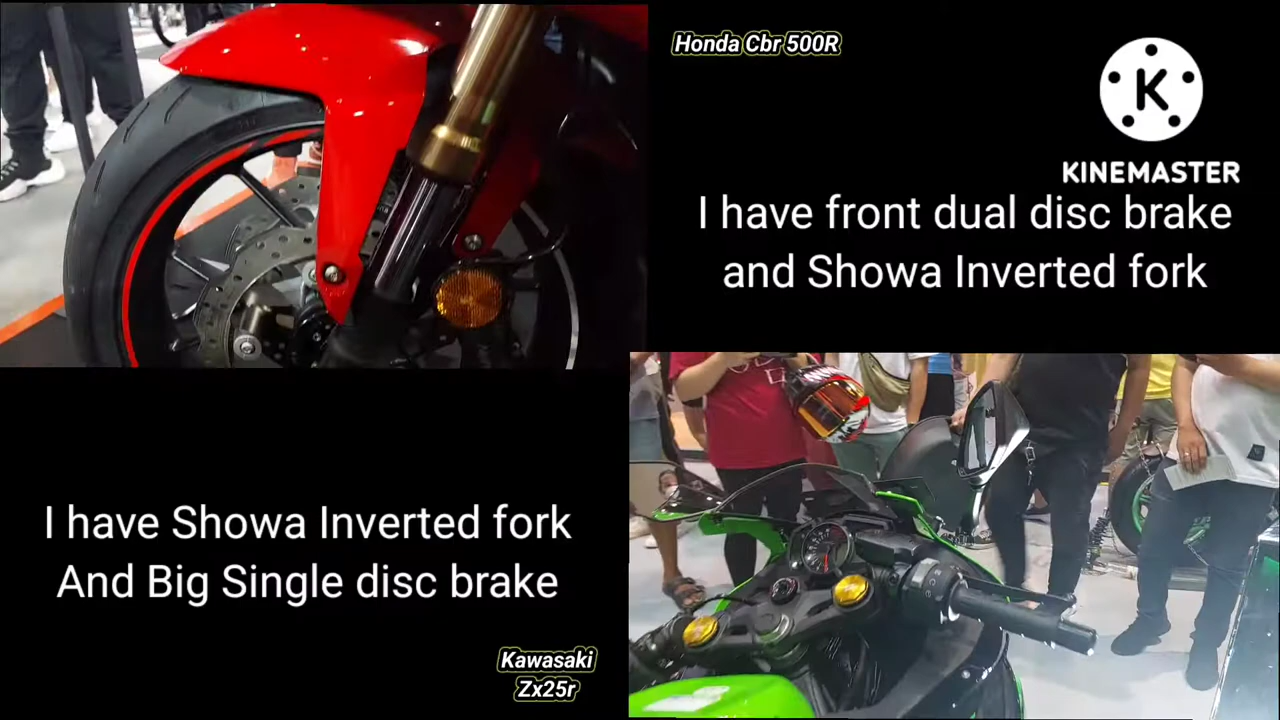 Honda Cbr 500R
K
KINEMASTER
I have front dual disc brake
and Showa Inverted fork
I have Showa Inverted fork
And Big Single disc brake
Kawasaki
Zx25r